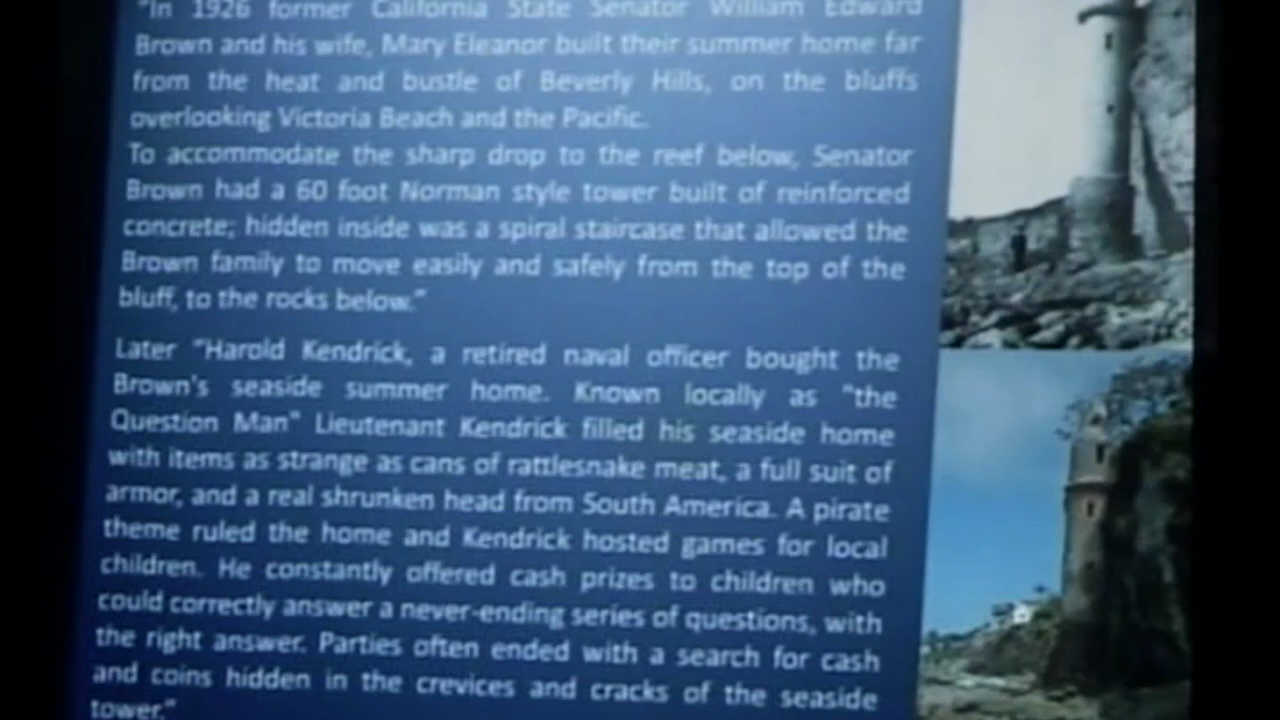 "In 1926 former California State Senator William Edward
Brown and his wife, Mary Eleanor built their summer home far
from the heat and bustle of Beverly Hills, on the bluffs
overlooking Victoria Beach and the Pacific.
To accommodate the sharp drop to the reef below, Senator
Brown had a 60 foot Norman style tower built of reinforced
concrete; hidden inside was a spiral staircase that allowed the
Brown family to move easily and safely from the top of the
bluff, to the rocks below."
Later "Harold Kendrick, a retired naval officer bought the
Brown's seaside summer home. Known locally as "the
Question Man" Lieutenant Kendrick filled his seaside home
with items as strange as cans of rattlesnake meat, a full suit of
armor, and a real shrunken head from South America. A pirate
theme ruled the home and Kendrick hosted games for local
children. He constantly offered cash prizes to children who
could correctly answer a never-ending series of questions, with
the right answer. Parties often ended with a search for cash
and coins hidden in the crevices and cracks of the seaside
tower."